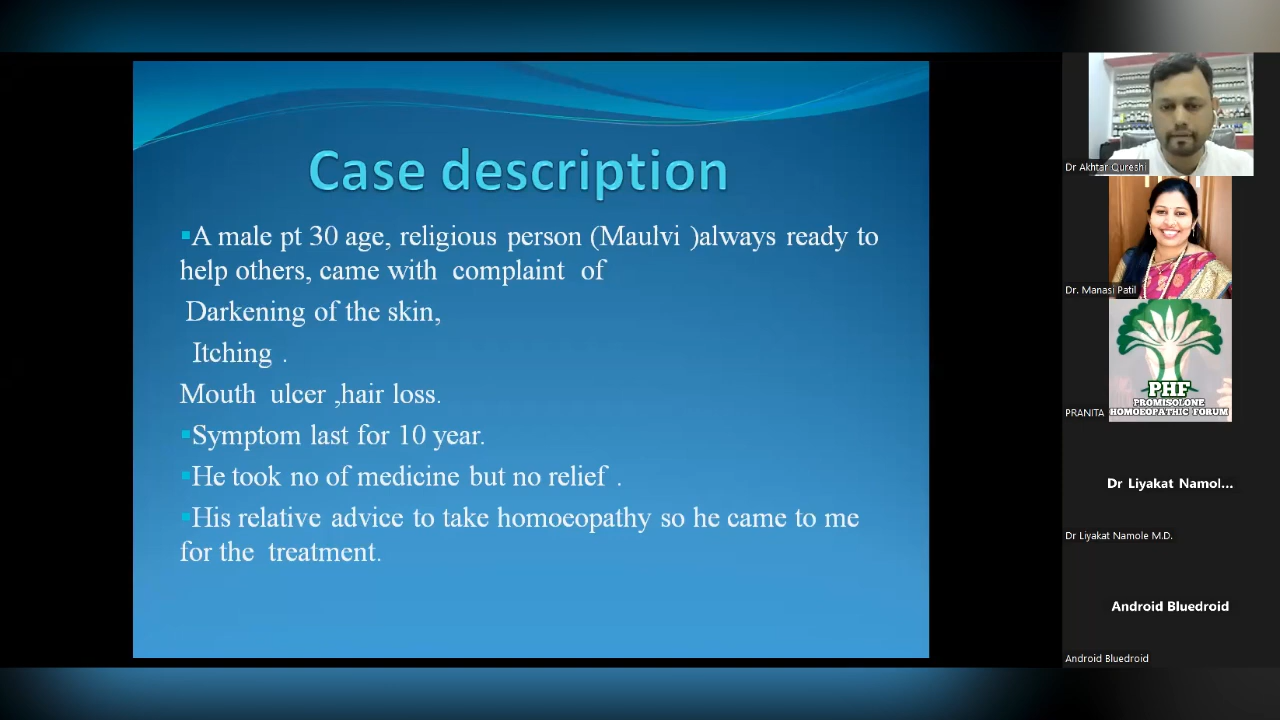 Case description
▪A male pt 30 age, religious person (Maulvi )always ready to
help others, came with complaint of
Darkening of the skin,
Itching .
Mouth ulcer ,hair loss.
▪Symptom last for 10 year.
▪He took no of medicine but no relief .
▪His relative advice to take homoeopathy so he came to me
for the treatment.
Dr Akhtar Qureshi
Dr. Manasi Patil
PHF
PROMISOLONE
HOMOEOPATHIC FORUM
PRANITA
Dr Liyakat Namol...
Dr Liyakat Namole M.D.
Android Bluedroid
Android Bluedroid